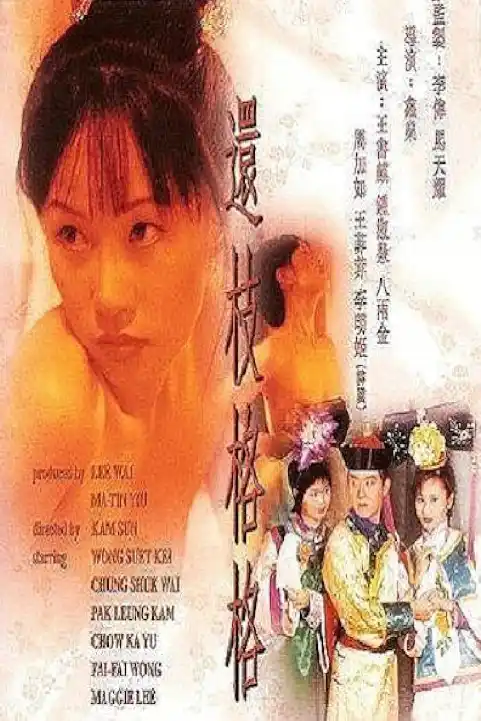 監製：李偉 馬天耀
導演：
主演：王書麒 鍾淑慧 八兩金
加如 王菲菲
還枝格格
produced by LEE WAI
MA TIN YIU
directed by KAM SUN
starring WONG SUET KEI
CHUNG SHUK WAI
PAK LEUNG KAM
CHOW KA YU
FAI-FAI WONG
MAGGIE LEE